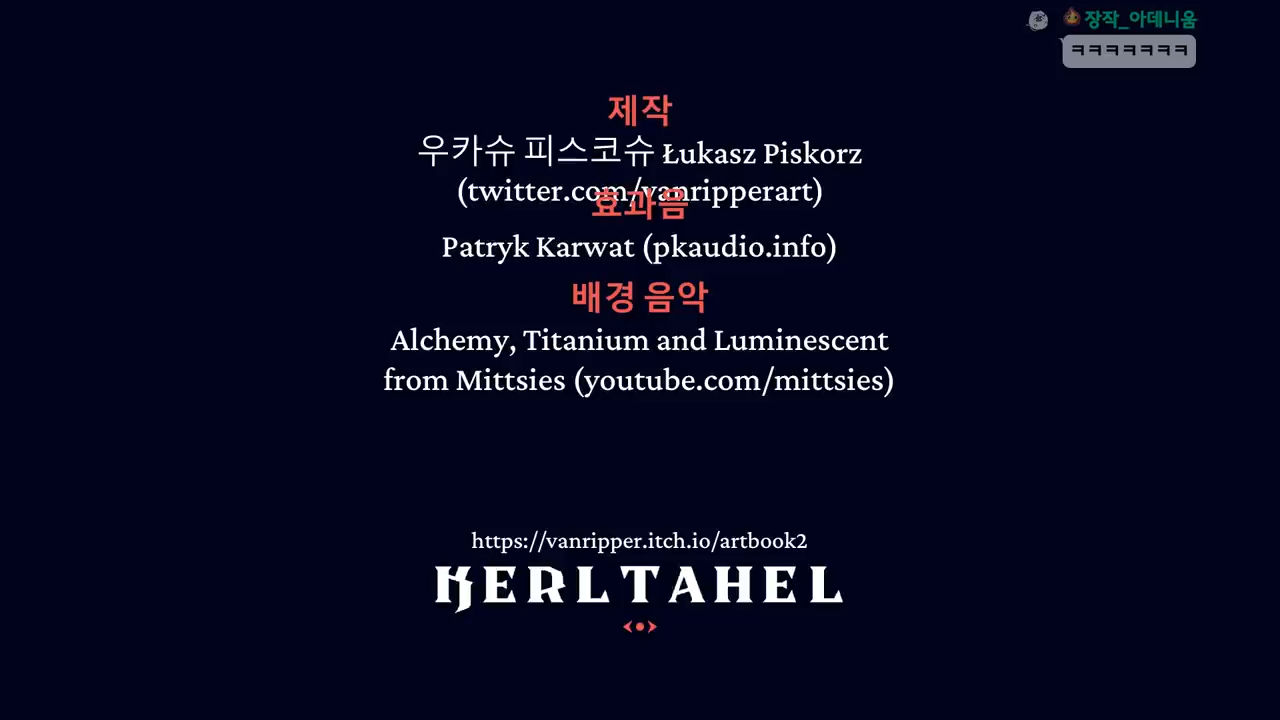 장작_아데니움
ㅋㅋㅋㅋㅋㅋㅋ
제작
우카슈 피스코슈 Łukasz Piskorz
(twitter.com/vanripperart)
효과음
Patryk Karwat (pkaudio.info)
배경 음악
Alchemy, Titanium and Luminescent
from Mittsies (youtube.com/mittsies)
https://vanripper.itch.io/artbook2
KERLTAHEL